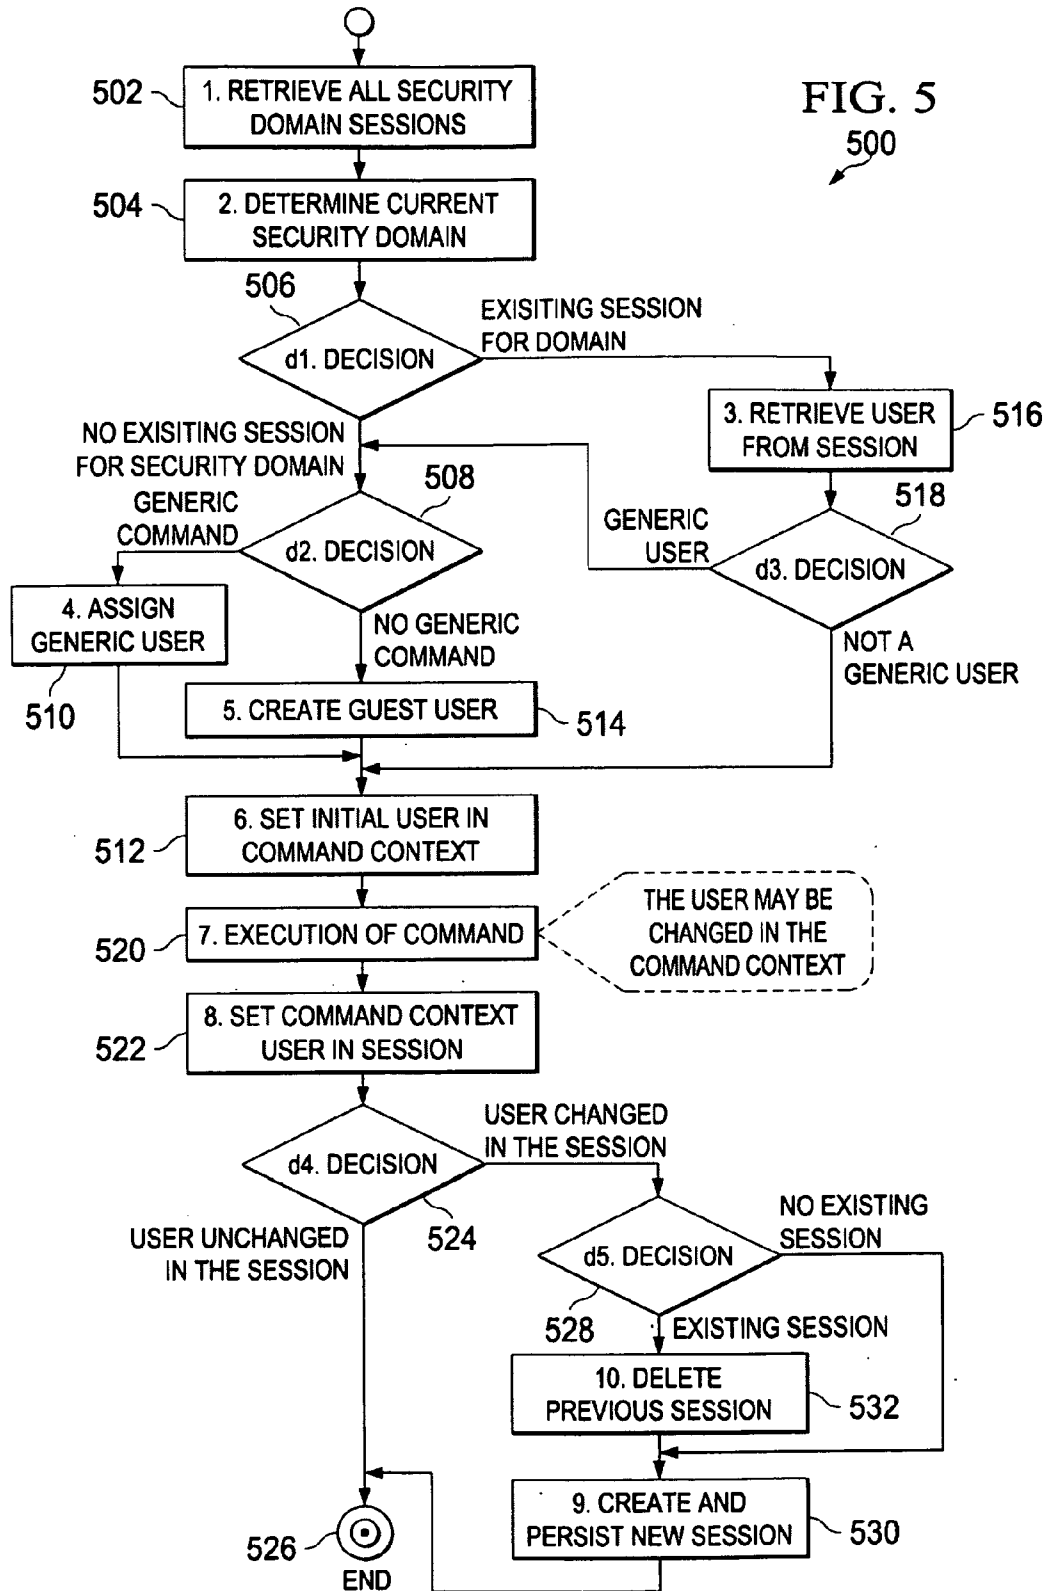 FIG. 5
500
502
1. RETRIEVE ALL SECURITY
DOMAIN SESSIONS
504
2. DETERMINE CURRENT
SECURITY DOMAIN
506
d1. DECISION
EXISITING SESSION
FOR DOMAIN
3. RETRIEVE USER
FROM SESSION
516
NO EXISITING SESSION
FOR SECURITY DOMAIN
508
d2. DECISION
GENERIC
COMMAND
GENERIC
USER
518
d3. DECISION
4. ASSIGN
GENERIC USER
510
NO GENERIC
COMMAND
NOT A
GENERIC USER
5. CREATE GUEST USER
514
6. SET INITIAL USER IN
COMMAND CONTEXT
512
7. EXECUTION OF COMMAND
520
THE USER MAY BE
CHANGED IN THE
COMMAND CONTEXT
8. SET COMMAND CONTEXT
USER IN SESSION
522
d4. DECISION
524
USER CHANGED
IN THE SESSION
USER UNCHANGED
IN THE SESSION
d5. DECISION
528
NO EXISTING
SESSION
EXISTING SESSION
10. DELETE
PREVIOUS SESSION
532
9. CREATE AND
PERSIST NEW SESSION
530
526
END